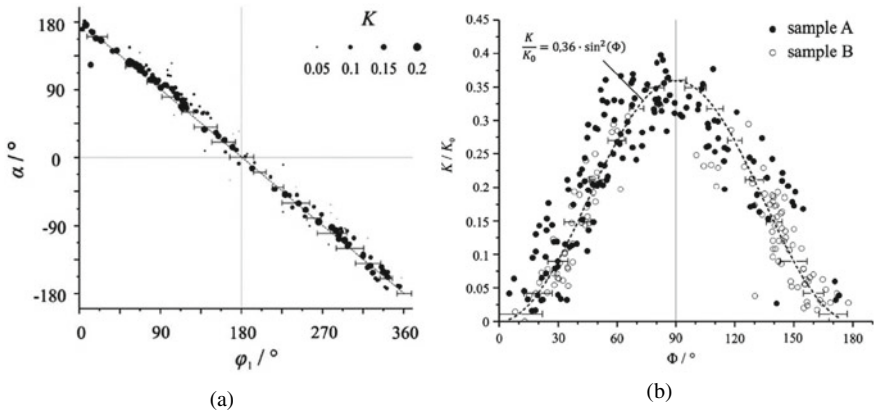 180
90
0
-90
-180
α / °
0 90 180 270 360
φ₁ / °
K
0.05 0.1 0.15 0.2
(a)
K / K₀
0.45
0.4
0.35
0.3
0.25
0.2
0.15
0.1
0.05
0
0 30 60 90 120 150 180
Φ / °
K/K₀ = 0,36 · sin²(Φ)
sample A
sample B
(b)